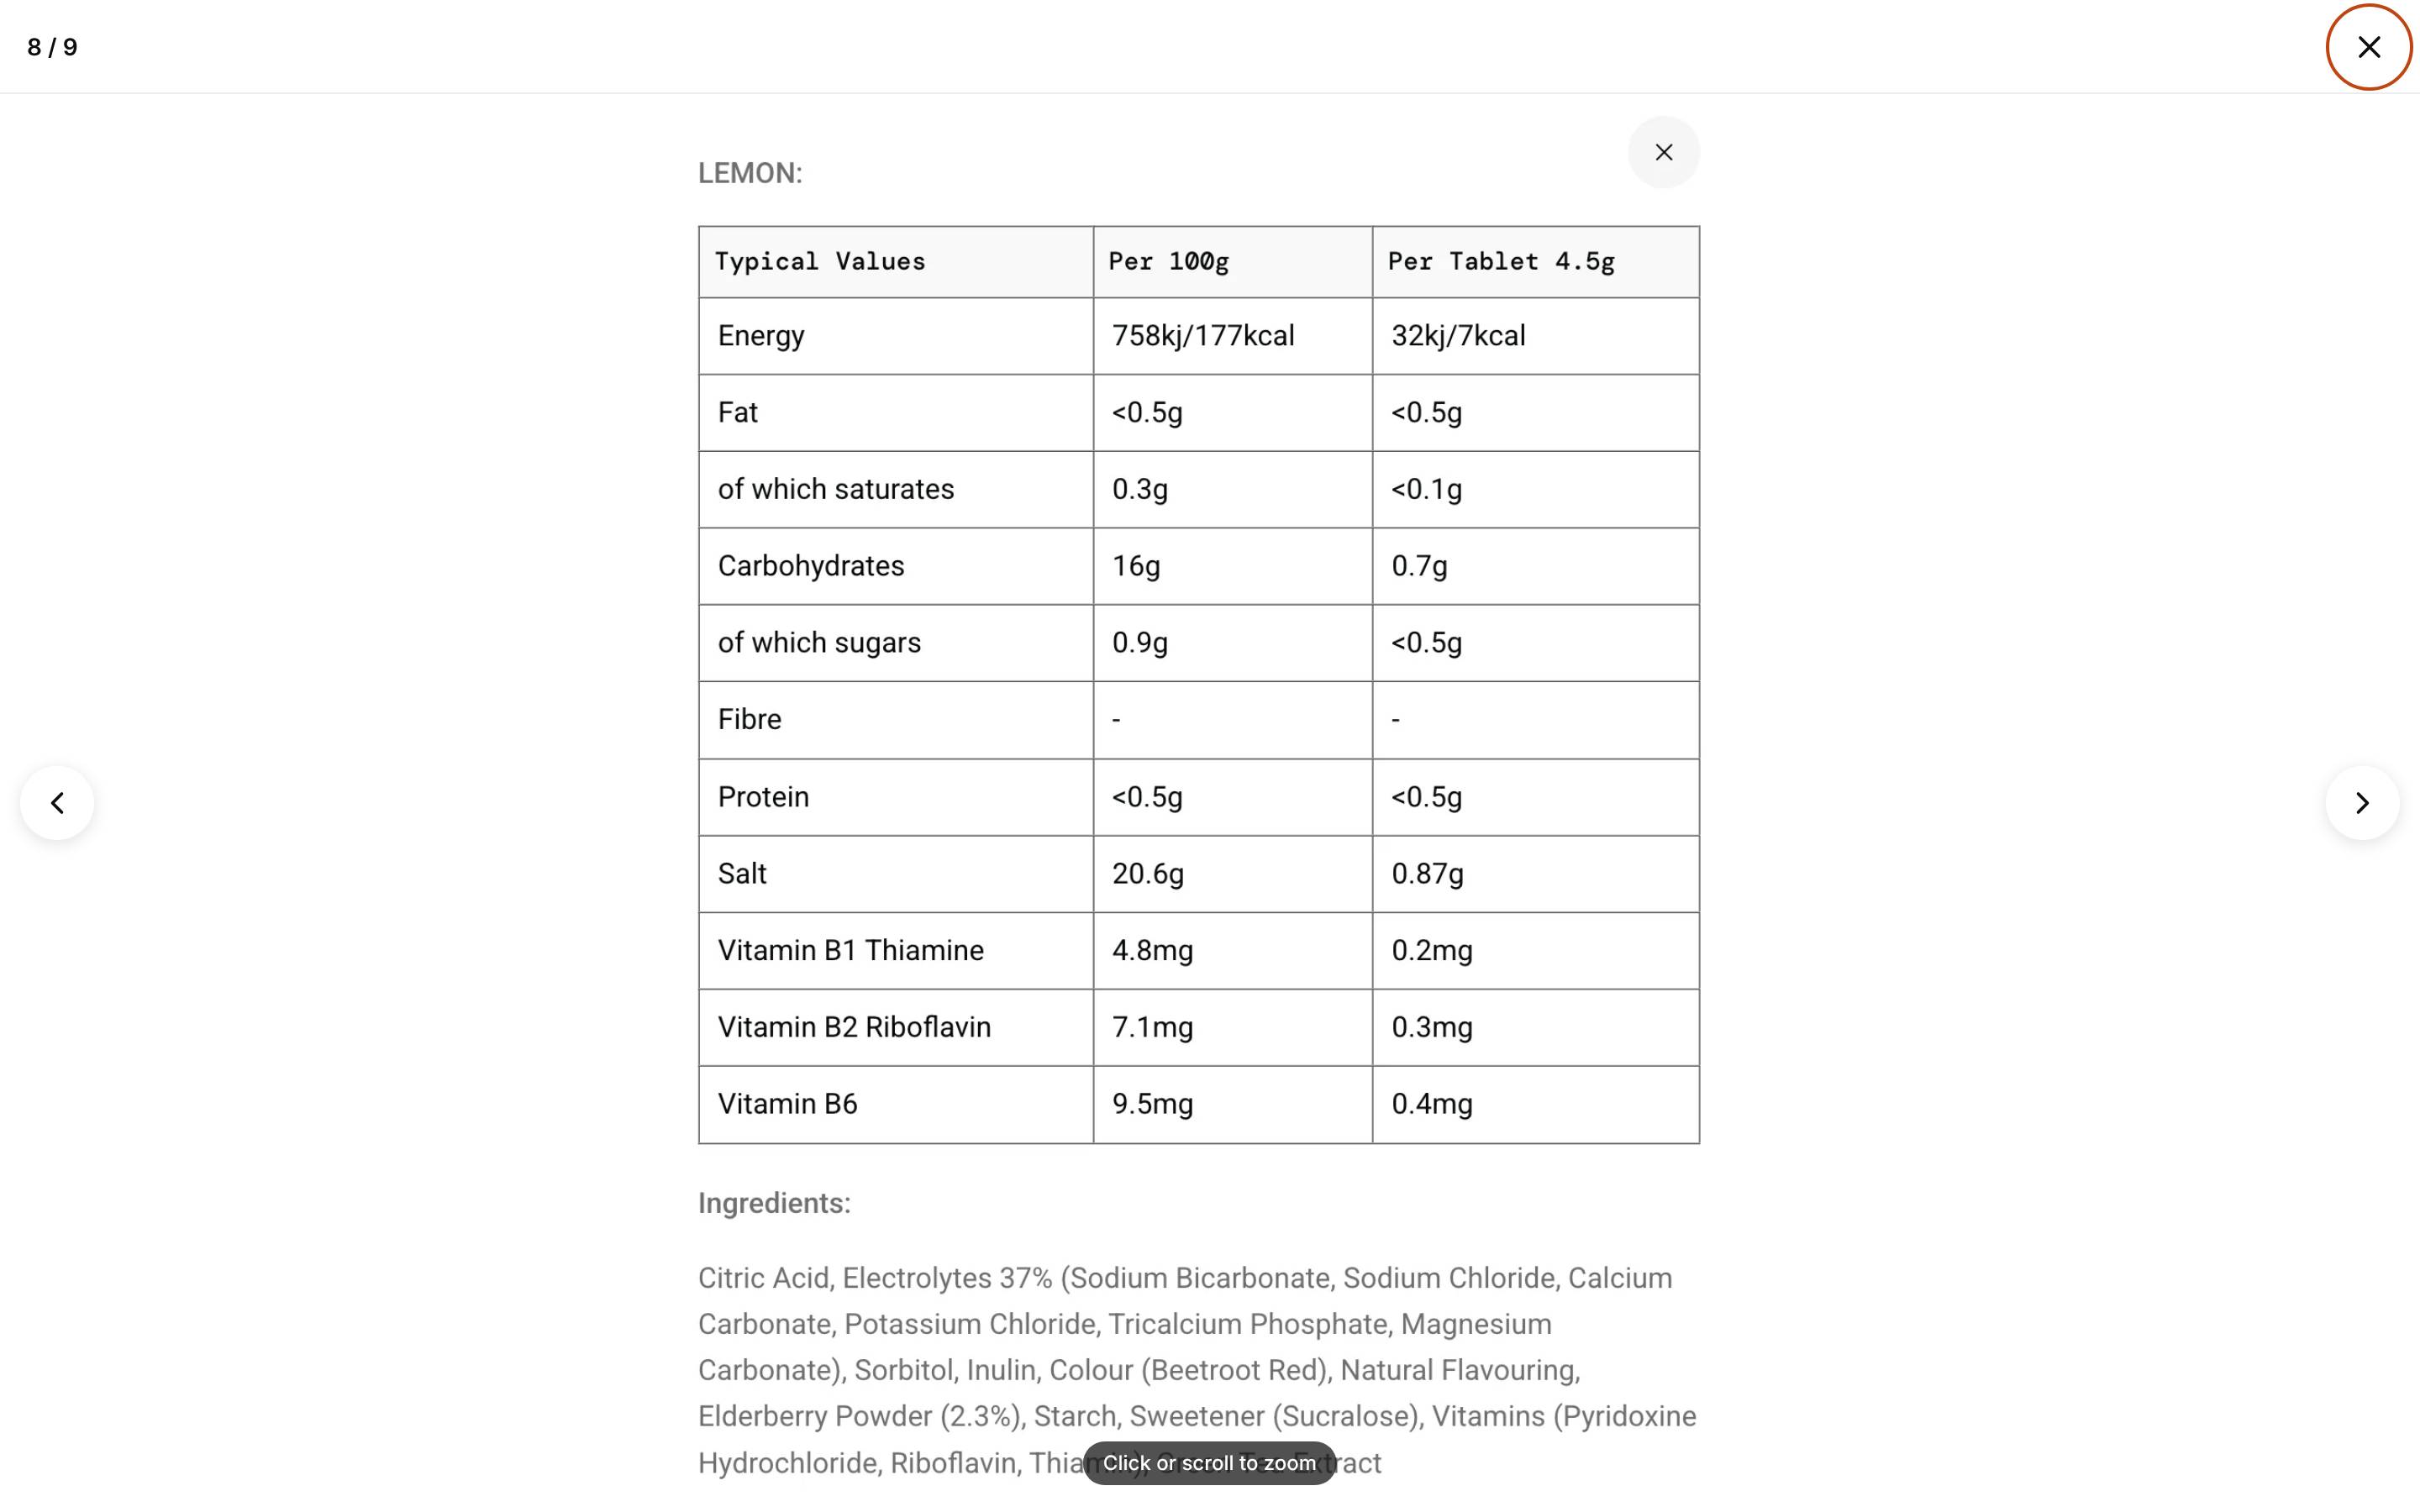 8 / 9
LEMON:
Typical Values Per 100g Per Tablet 4.5g
Energy 758kj/177kcal 32kj/7kcal
Fat <0.5g <0.5g
of which saturates 0.3g <0.1g
Carbohydrates 16g 0.7g
of which sugars 0.9g <0.5g
Fibre - -
Protein <0.5g <0.5g
Salt 20.6g 0.87g
Vitamin B1 Thiamine 4.8mg 0.2mg
Vitamin B2 Riboflavin 7.1mg 0.3mg
Vitamin B6 9.5mg 0.4mg
Ingredients:
Citric Acid, Electrolytes 37% (Sodium Bicarbonate, Sodium Chloride, Calcium
Carbonate, Potassium Chloride, Tricalcium Phosphate, Magnesium
Carbonate), Sorbitol, Inulin, Colour (Beetroot Red), Natural Flavouring,
Elderberry Powder (2.3%), Starch, Sweetener (Sucralose), Vitamins (Pyridoxine
Hydrochloride, Riboflavin, Thiamin), Green Tea Extract
Click or scroll to zoom